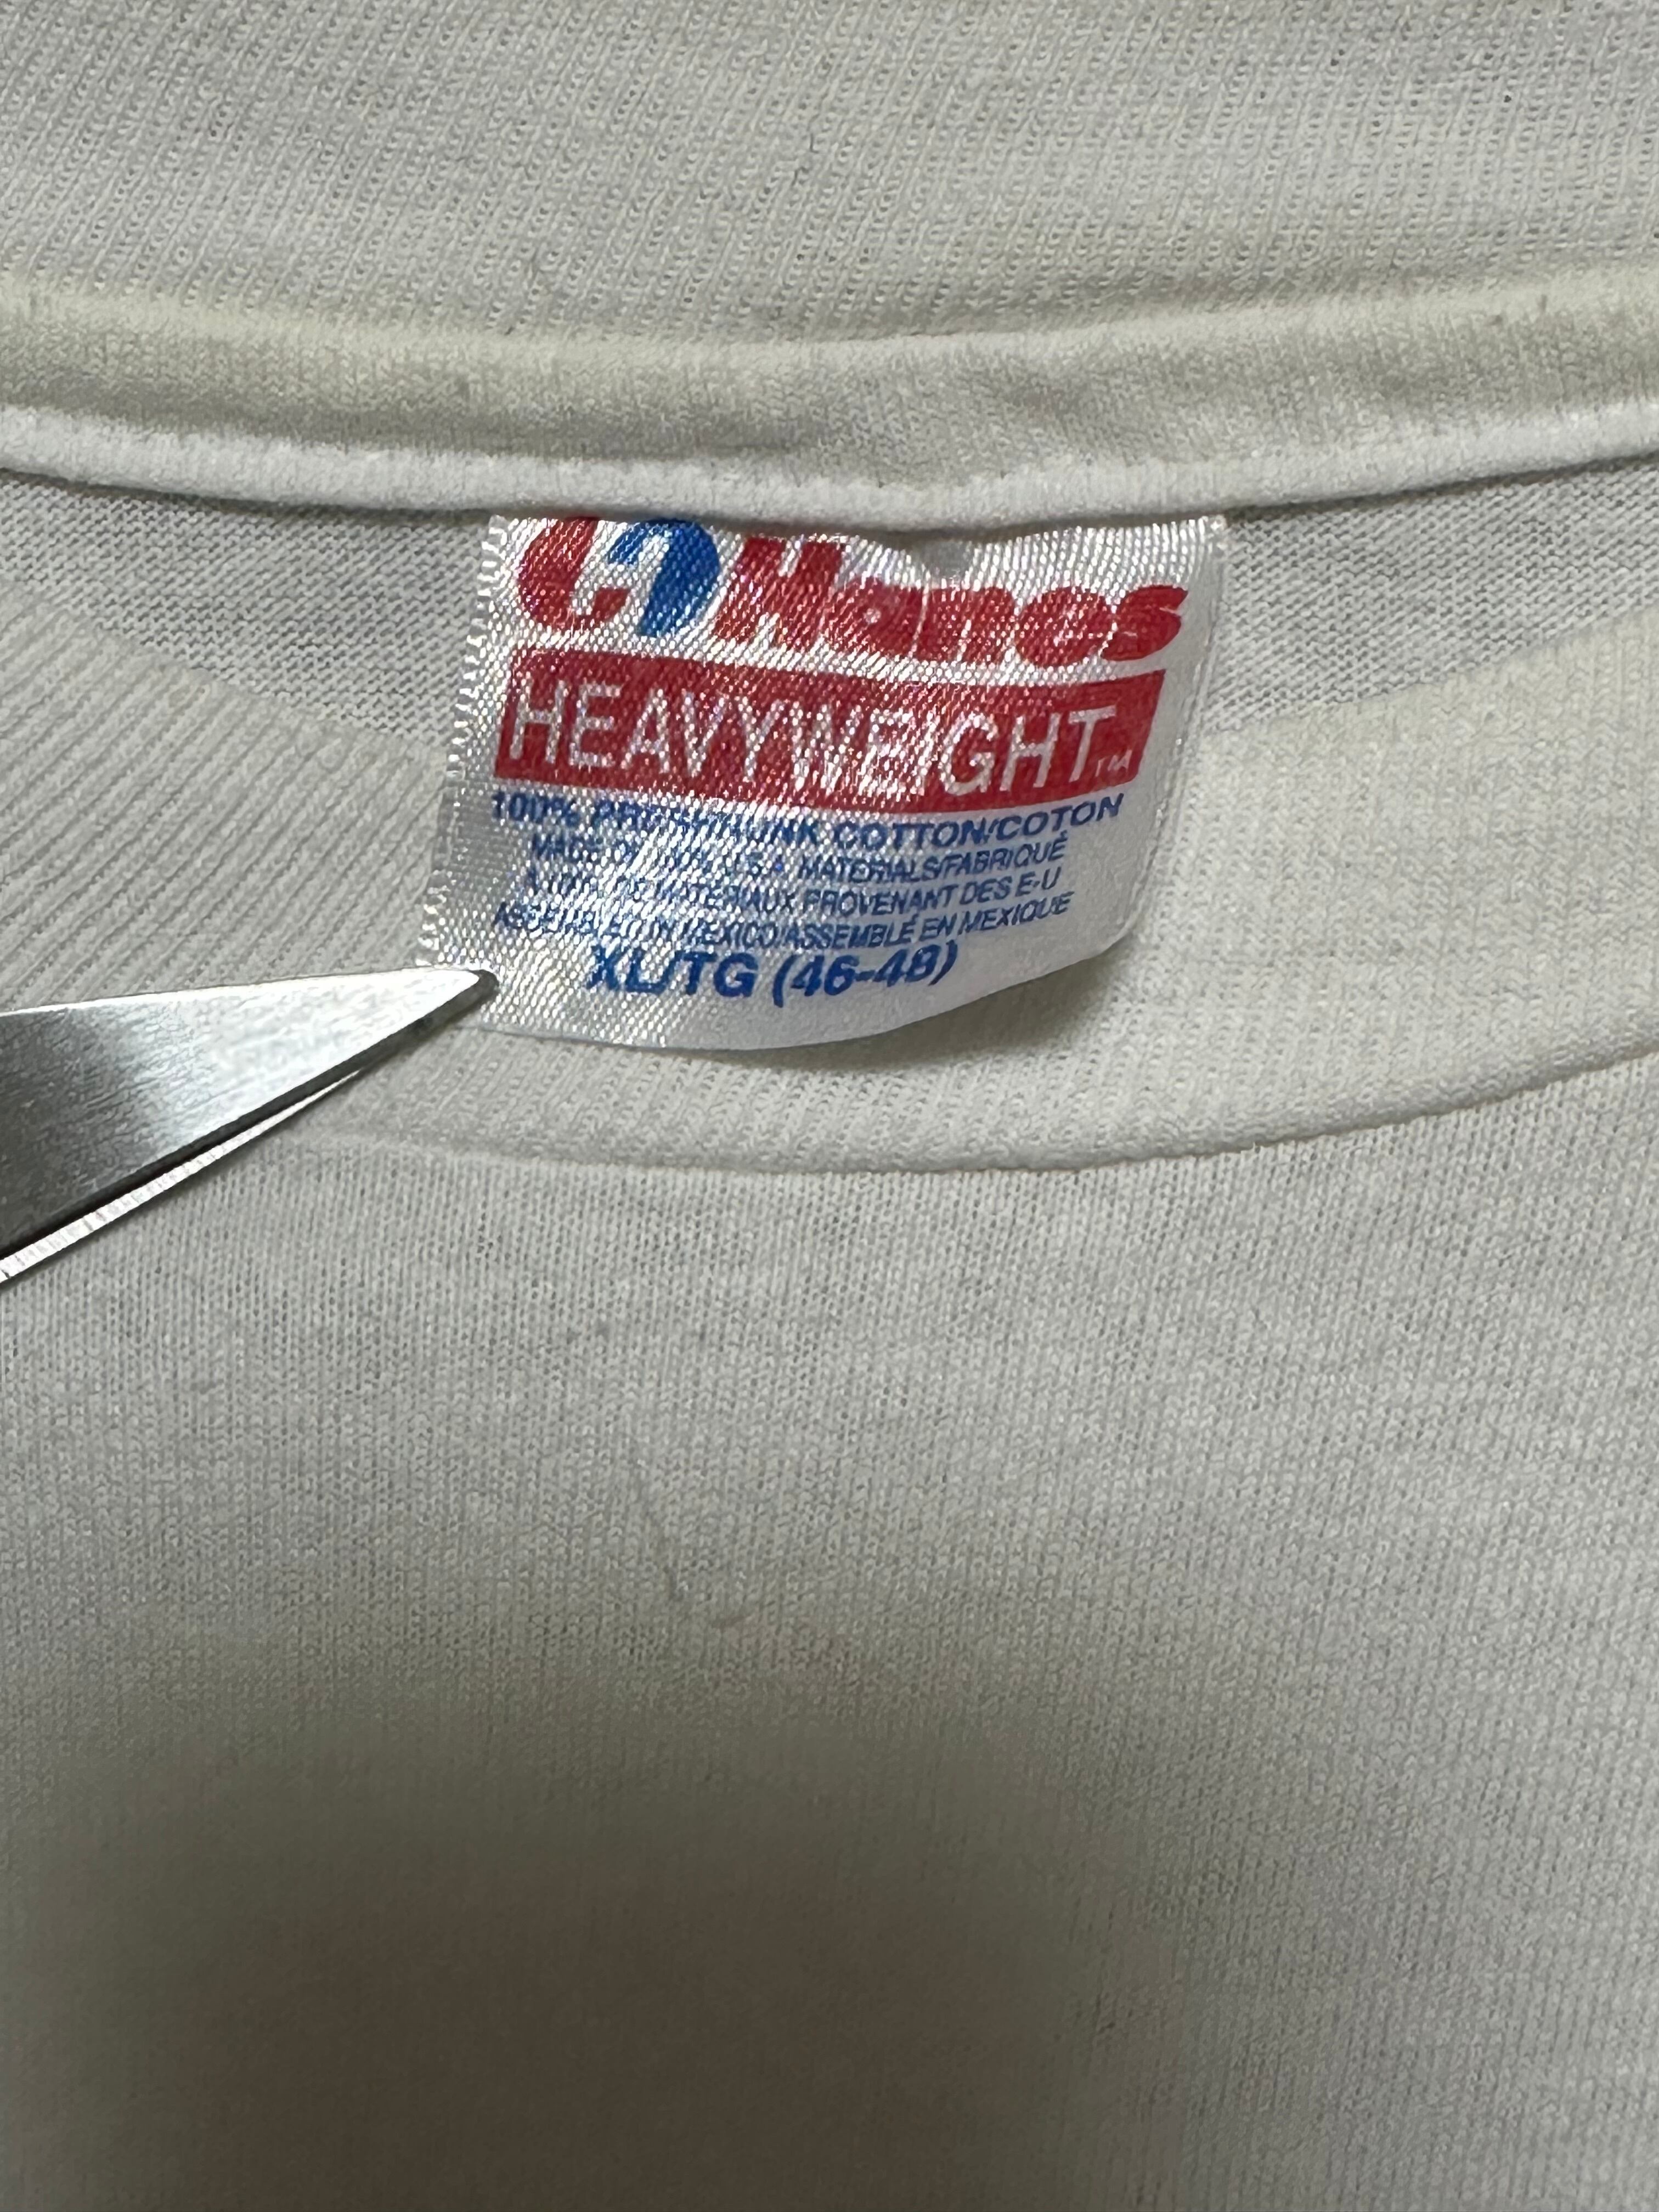 Hanes
HEAVYWEIGHT™
100% PRESHRUNK COTTON/COTON
MADE OF 100% U.S.A. MATERIALS/FABRIQUÉ
À 100% DE MATÉRIAUX PROVENANT DES E-U
ASSEMBLED IN MEXICO/ASSEMBLÉ EN MEXIQUE
XL/TG (46-48)